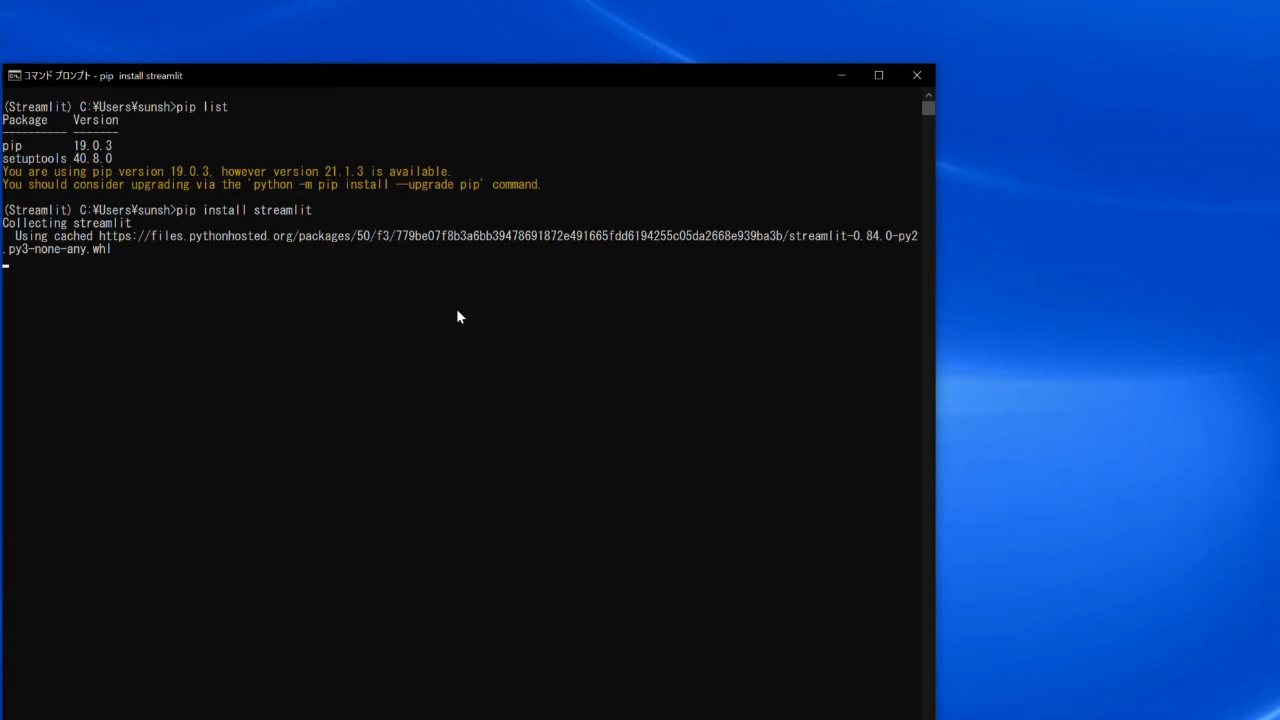 コマンド プロンプト - pip  install streamlit
(Streamlit) C:¥Users¥sunsh>pip list
Package    Version
---------- -------
pip        19.0.3
setuptools 40.8.0
You are using pip version 19.0.3, however version 21.1.3 is available.
You should consider upgrading via the 'python -m pip install --upgrade pip' command.
(Streamlit) C:¥Users¥sunsh>pip install streamlit
Collecting streamlit
  Using cached https://files.pythonhosted.org/packages/50/f3/779be07f8b3a6bb39478691872e491665fdd6194255c05da2668e939ba3b/streamlit-0.84.0-py2
.py3-none-any.whl